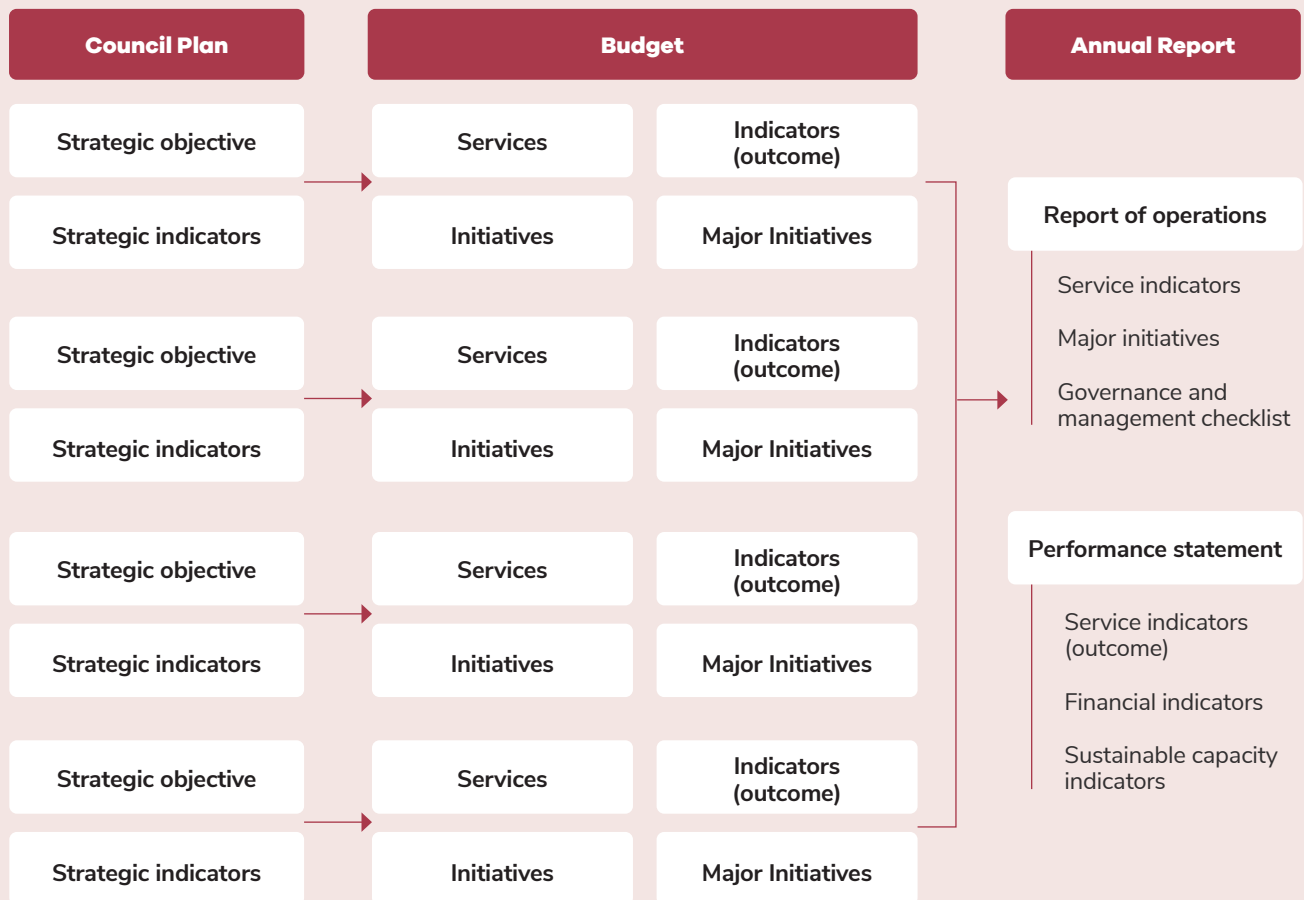 Council Plan
Budget
Annual Report
Strategic objective
Services
Indicators
(outcome)
Strategic indicators
Initiatives
Major Initiatives
Strategic objective
Services
Indicators
(outcome)
Strategic indicators
Initiatives
Major Initiatives
Strategic objective
Services
Indicators
(outcome)
Strategic indicators
Initiatives
Major Initiatives
Strategic objective
Services
Indicators
(outcome)
Strategic indicators
Initiatives
Major Initiatives
Report of operations
Service indicators
Major initiatives
Governance and
management checklist
Performance statement
Service indicators
(outcome)
Financial indicators
Sustainable capacity
indicators